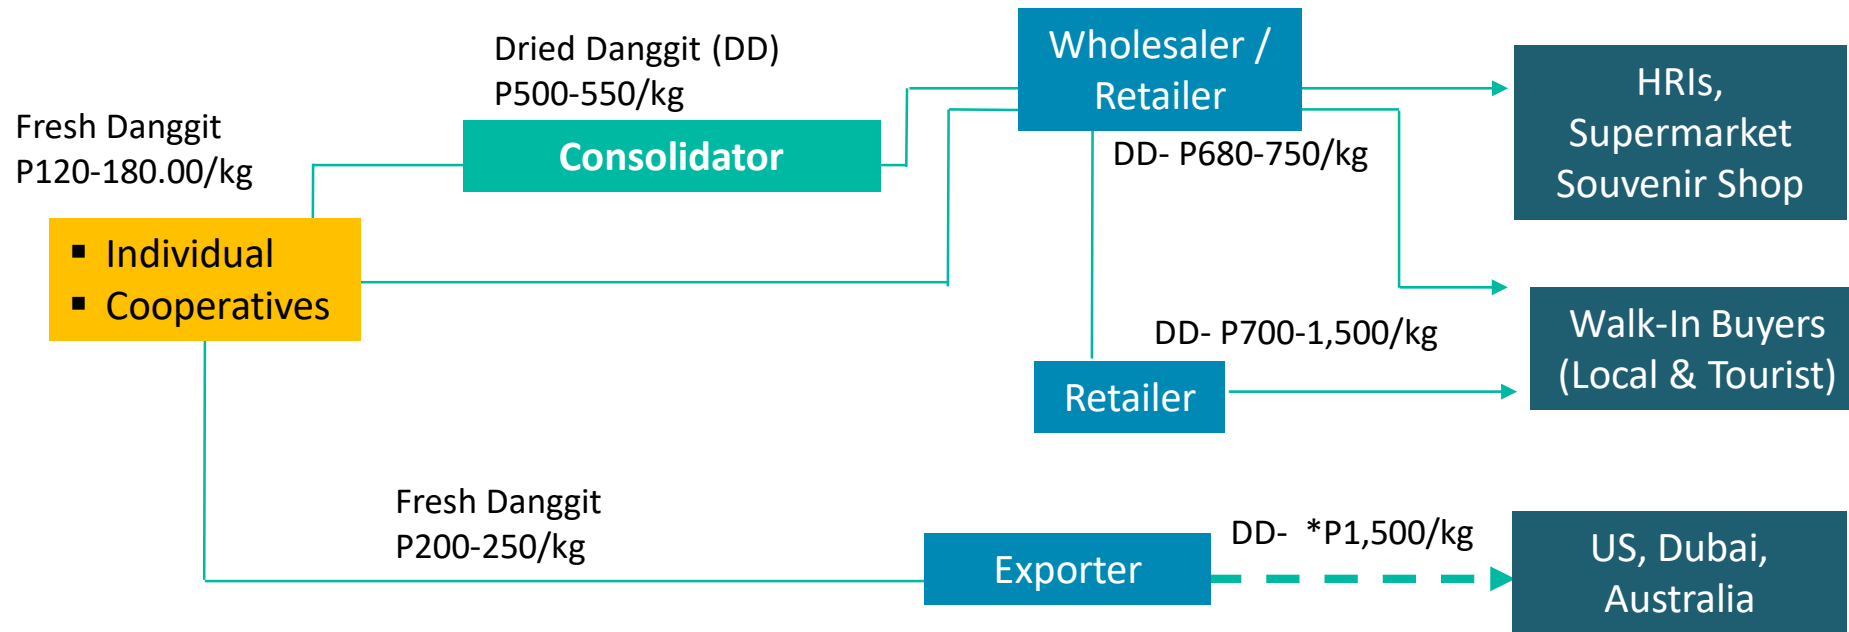 Dried Danggit (DD)
P500-550/kg
Wholesaler /
Retailer
HRIs,
Supermarket
Souvenir Shop
Fresh Danggit
P120-180.00/kg
Consolidator
DD- P680-750/kg
▪ Individual
▪ Cooperatives
DD- P700-1,500/kg
Walk-In Buyers
(Local & Tourist)
Retailer
Fresh Danggit
P200-250/kg
Exporter
DD- *P1,500/kg
US, Dubai,
Australia